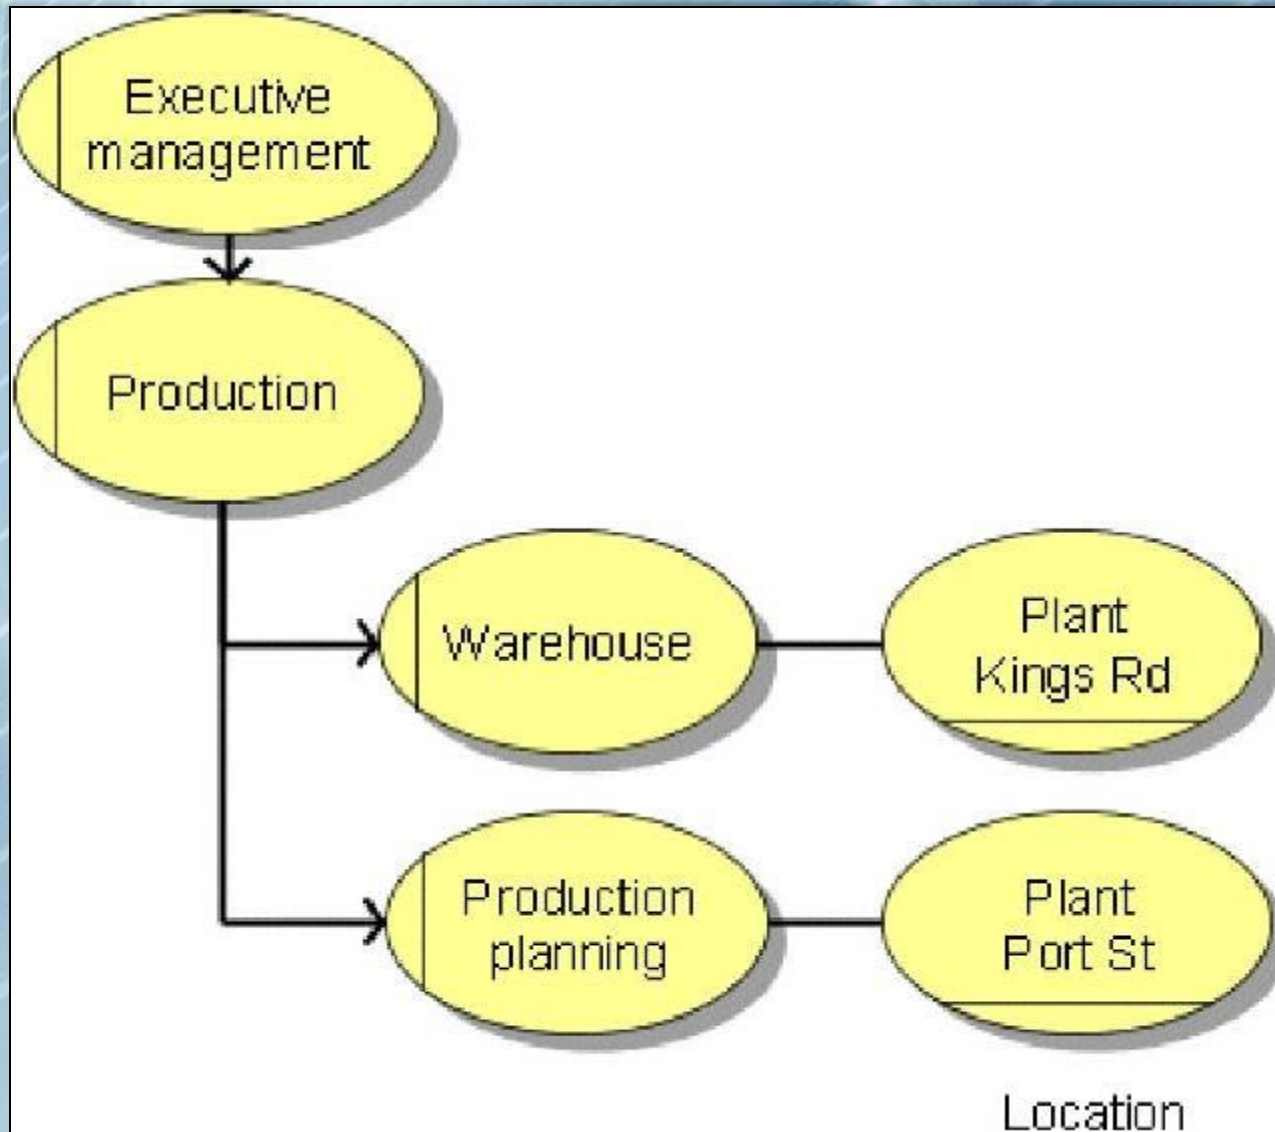 Executive
management
Production
Warehouse
Plant
Kings Rd
Production
planning
Plant
Port St
Location